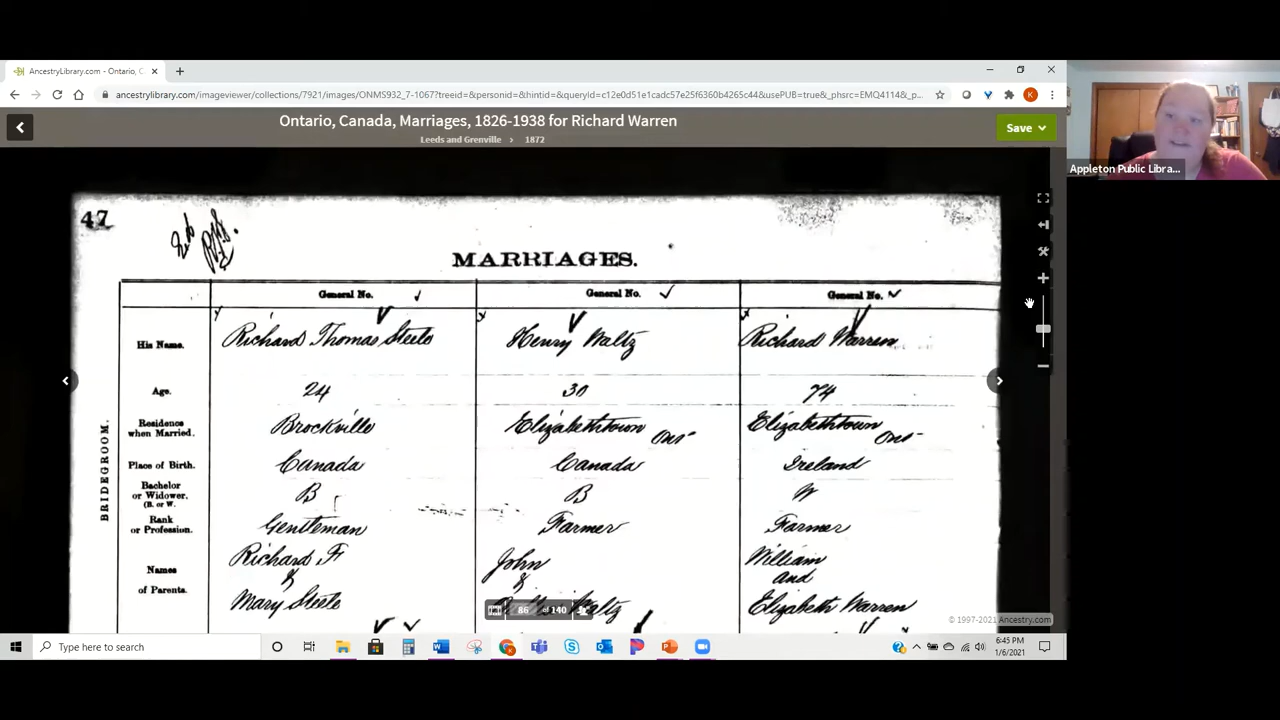 AncestryLibrary.com - Ontario, C
ancestrylibrary.com/imageviewer/collections/7921/images/ONMS932_7-1067?treeid=&personid=&hintid=&queryId=c12e0d51e1cadc57e25f6360b4265c44&usePUB=true&_phsrc=EMQ4114&_p...
K
Ontario, Canada, Marriages, 1826-1938 for Richard Warren
Leeds and Grenville > 1872
Save
Appleton Public Libra...
47
MARRIAGES.
General No. General No. General No.
His Name. Richard Thomas Steele Henry Waltz Richard Warren
Age. 24 30 74
Residence when Married. Brockville Elizabethtown Ont Elizabethtown Ont
Place of Birth. Canada Canada Ireland
Bachelor or Widower. (B. or W. B B W
Rank or Profession. Gentleman Farmer Farmer
Names of Parents. Richard F & Mary Steele John & Waltz William and Elizabeth Warren
BRIDEGROOM.
86 of 140
© 1997-2021 Ancestry.com
Type here to search
6:45 PM
1/6/2021